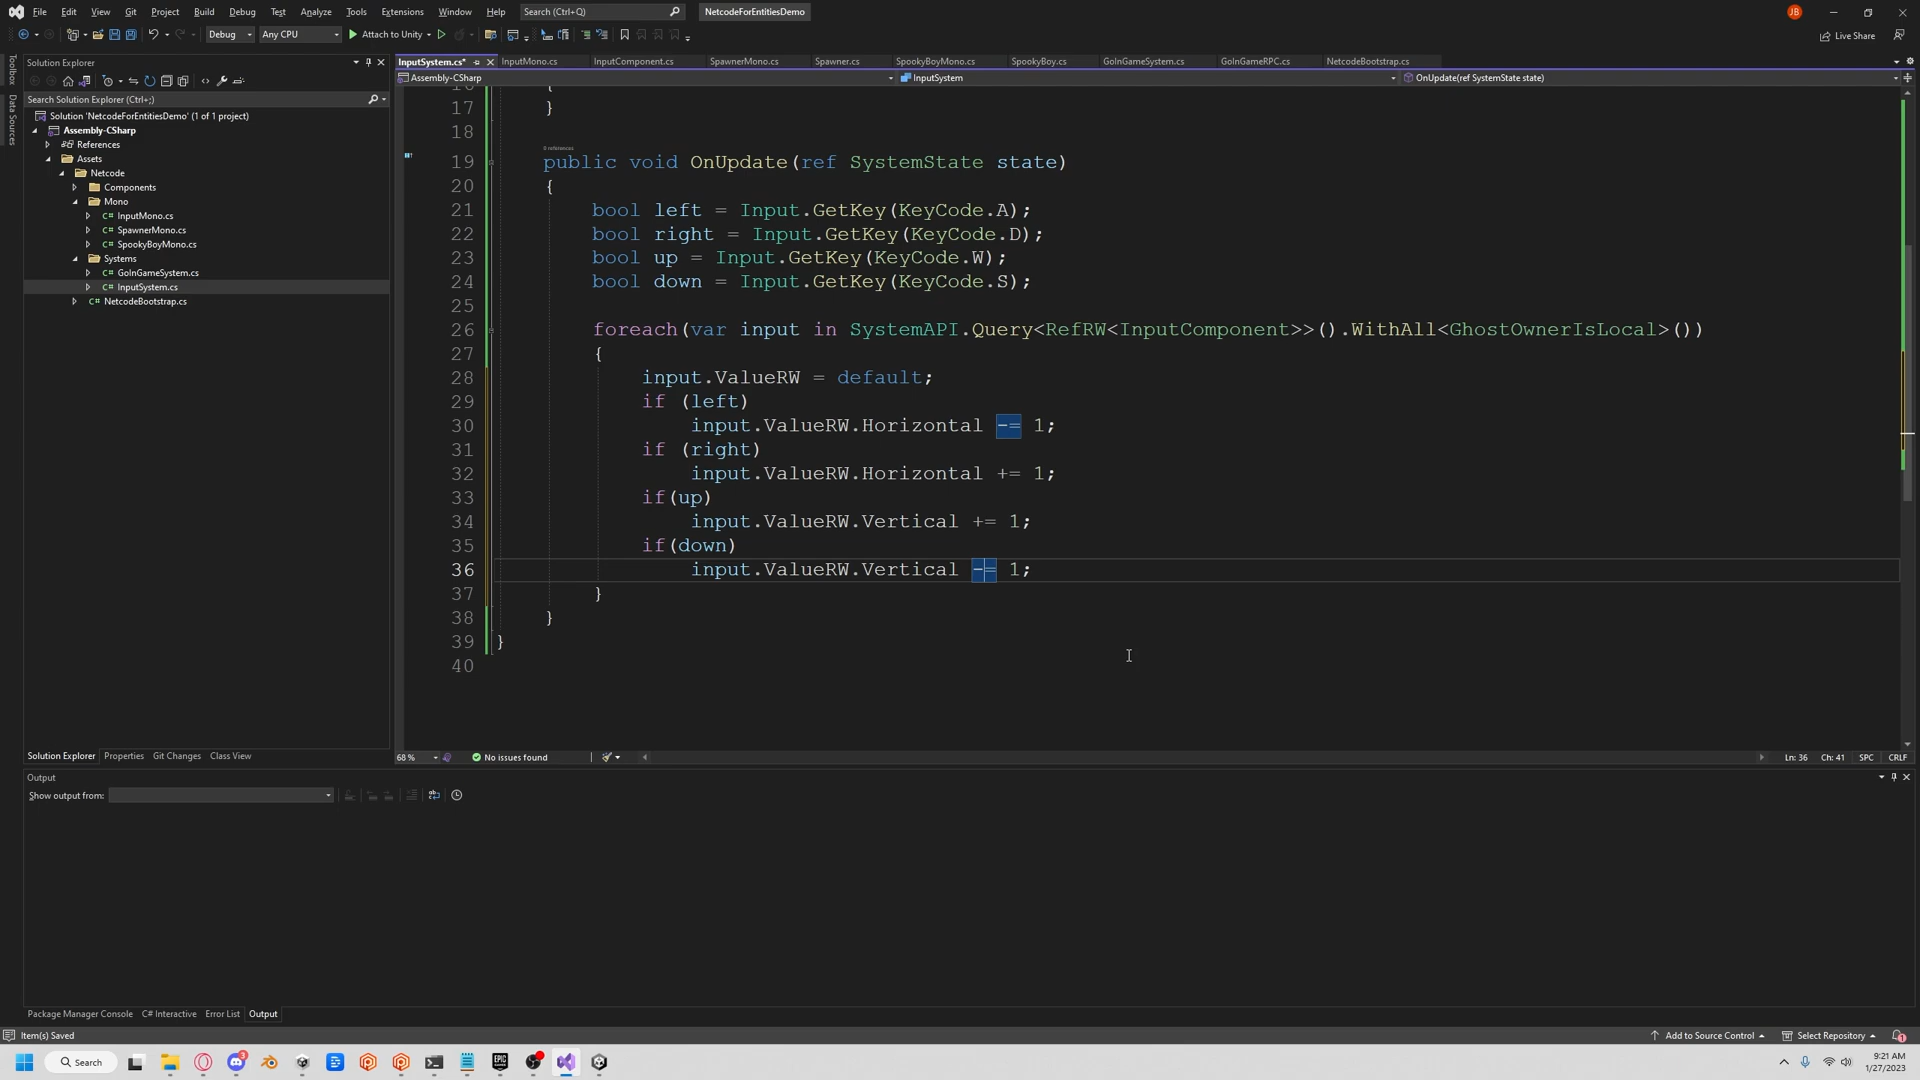 File Edit View Git Project Build Debug Test Analyze Tools Extensions Window Help Search (Ctrl+Q) NetcodeForEntitiesDemo JB
Debug Any CPU Attach to Unity Live Share
Toolbox
Data Sources
Solution Explorer
Search Solution Explorer (Ctrl+;)
Solution 'NetcodeForEntitiesDemo' (1 of 1 project)
Assembly-CSharp
References
Assets
Netcode
Components
Mono
C# InputMono.cs
C# SpawnerMono.cs
C# SpookyBoyMono.cs
Systems
C# GoInGameSystem.cs
C# InputSystem.cs
C# NetcodeBootstrap.cs
Solution Explorer Properties Git Changes Class View
InputSystem.cs* InputMono.cs InputComponent.cs SpawnerMono.cs Spawner.cs SpookyBoyMono.cs SpookyBoy.cs GoInGameSystem.cs GoInGameRPC.cs NetcodeBootstrap.cs
Assembly-CSharp InputSystem OnUpdate(ref SystemState state)
16 {
17 }
18
0 references
19 public void OnUpdate(ref SystemState state)
20 {
21 bool left = Input.GetKey(KeyCode.A);
22 bool right = Input.GetKey(KeyCode.D);
23 bool up = Input.GetKey(KeyCode.W);
24 bool down = Input.GetKey(KeyCode.S);
25
26 foreach(var input in SystemAPI.Query<RefRW<InputComponent>>().WithAll<GhostOwnerIsLocal>())
27 {
28 input.ValueRW = default;
29 if (left)
30 input.ValueRW.Horizontal -= 1;
31 if (right)
32 input.ValueRW.Horizontal += 1;
33 if(up)
34 input.ValueRW.Vertical += 1;
35 if(down)
36 input.ValueRW.Vertical -= 1;
37 }
38 }
39 }
40
68 % No issues found Ln: 36 Ch: 41 SPC CRLF
Output
Show output from:
Package Manager Console C# Interactive Error List Output
Item(s) Saved Add to Source Control Select Repository 1
Search 3 EPIC GAMES 9:21 AM
1/27/2023